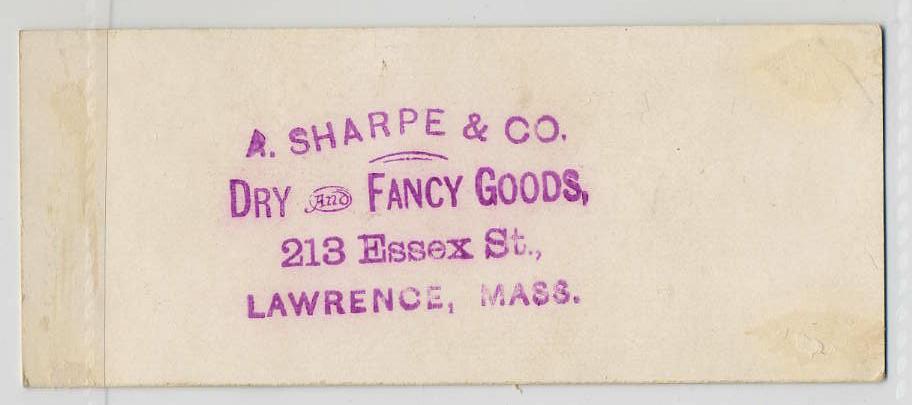 A. SHARPE & CO.
DRY AND FANCY GOODS,
213 Essex St.,
LAWRENCE, MASS.